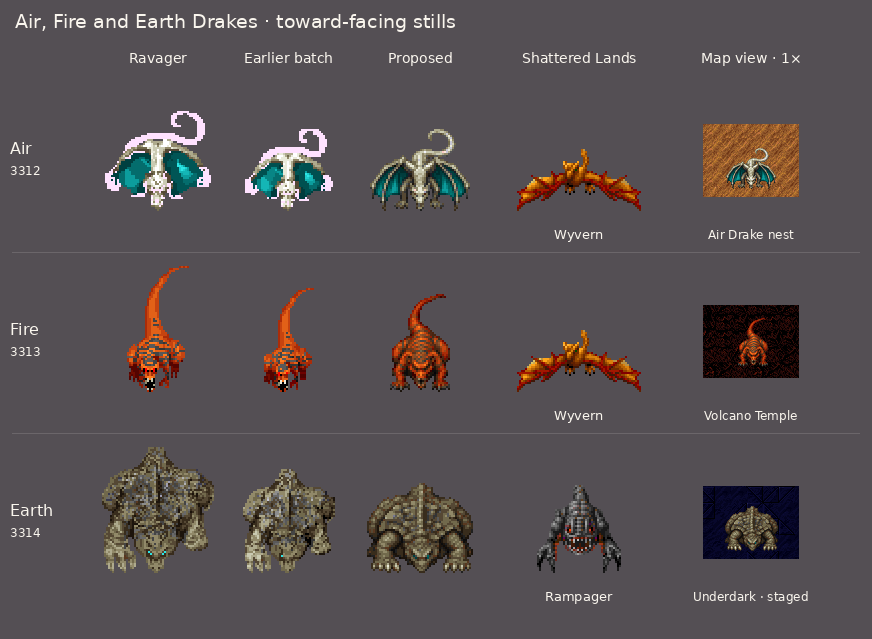 Air, Fire and Earth Drakes · toward-facing stills
Ravager Earlier batch Proposed Shattered Lands Map view · 1×
Air
3312
Wyvern Air Drake nest
Fire
3313
Wyvern Volcano Temple
Earth
3314
Rampager Underdark · staged